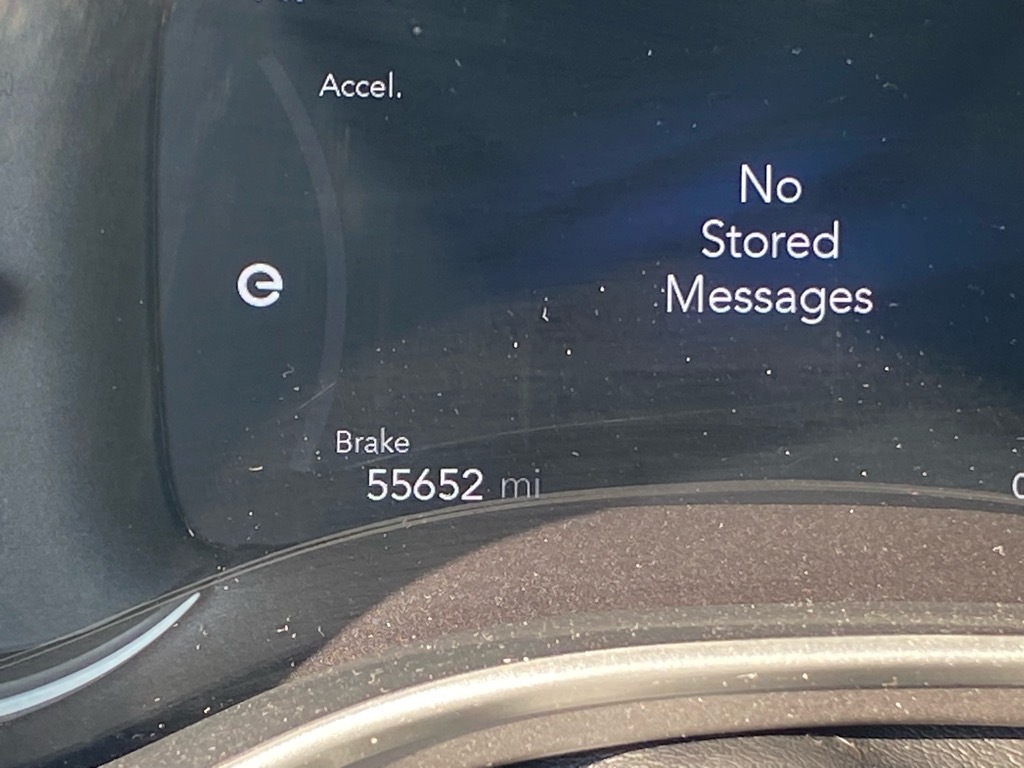 Accel.
No
Stored
Messages
e
Brake
55652 mi